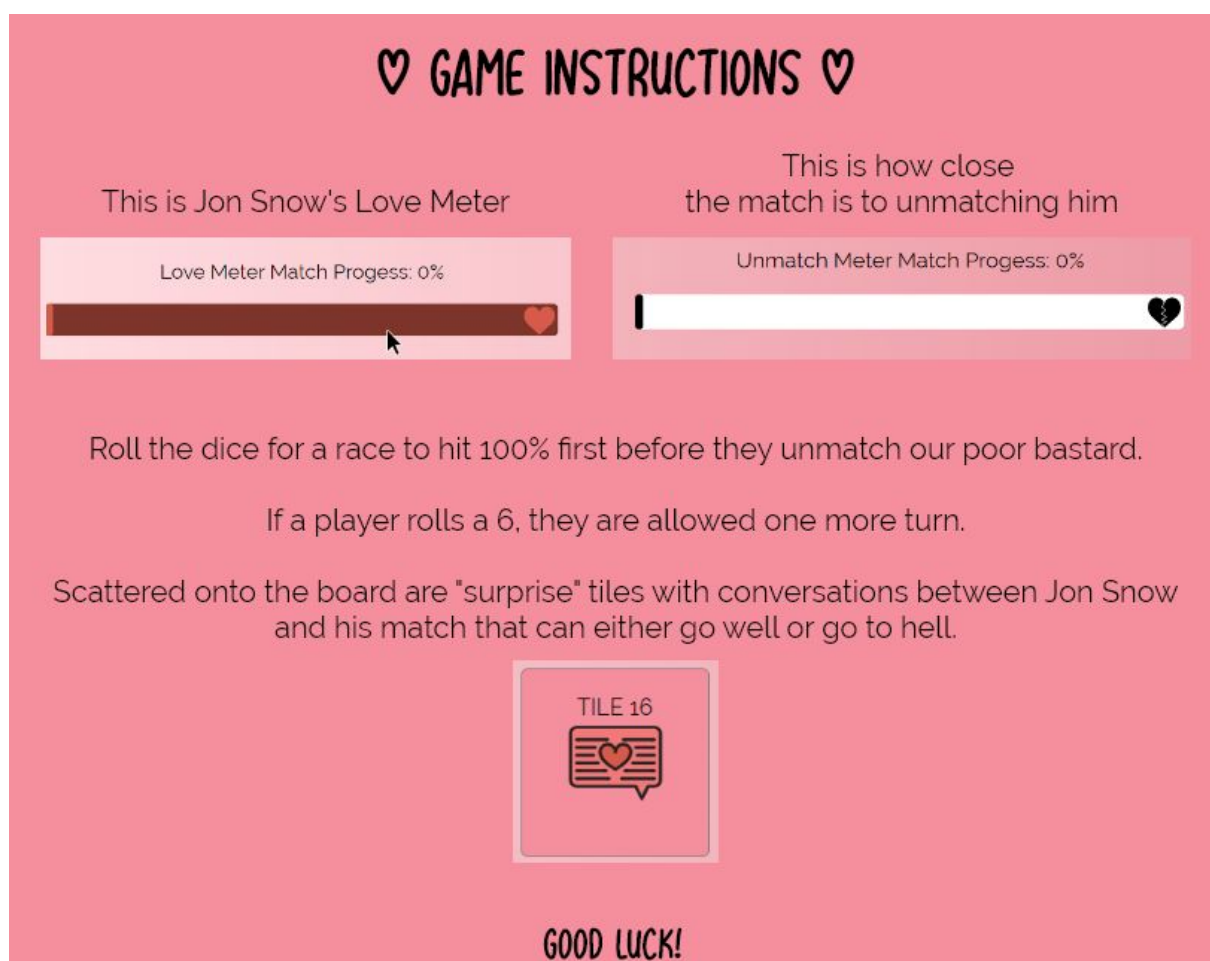 ♡ GAME INSTRUCTIONS ♡
This is Jon Snow's Love Meter
Love Meter Match Progess: 0%
This is how close
the match is to unmatching him
Unmatch Meter Match Progess: 0%
Roll the dice for a race to hit 100% first before they unmatch our poor bastard.
If a player rolls a 6, they are allowed one more turn.
Scattered onto the board are "surprise" tiles with conversations between Jon Snow
and his match that can either go well or go to hell.
TILE 16
GOOD LUCK!